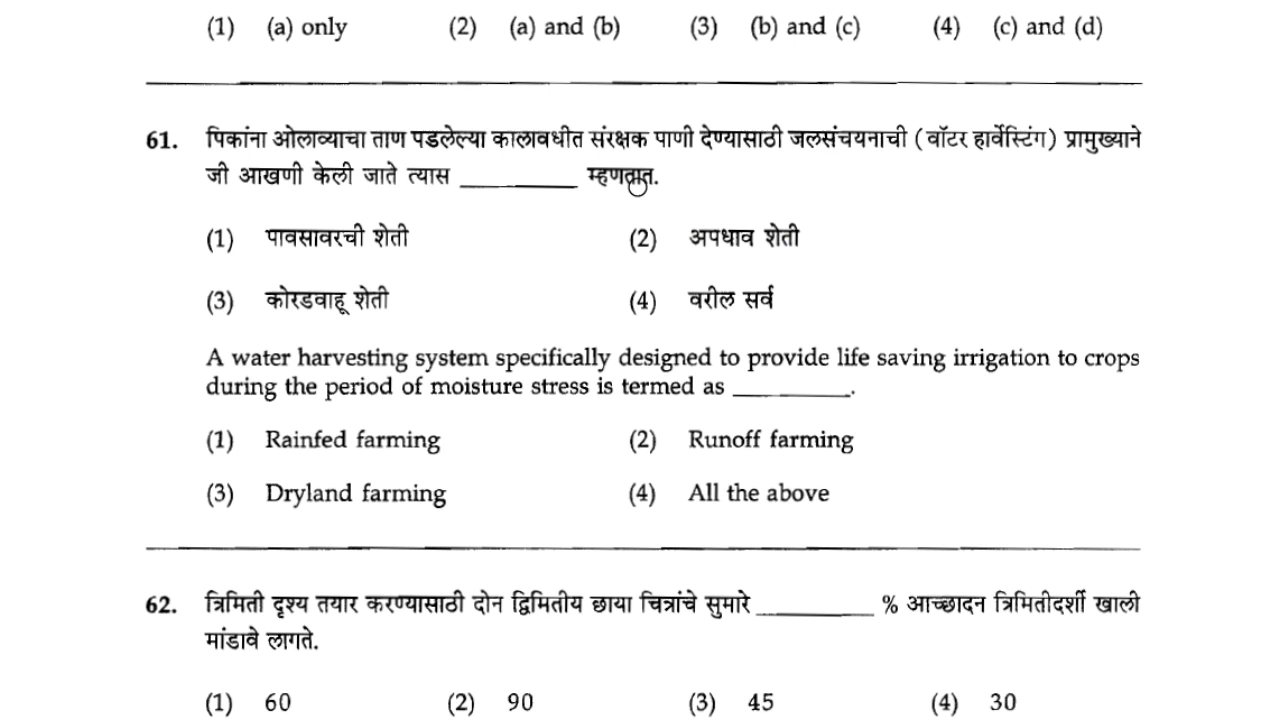 (1) (a) only (2) (a) and (b) (3) (b) and (c) (4) (c) and (d)
61. पिकांना ओलाव्याचा ताण पडलेल्या कालावधीत संरक्षक पाणी देण्यासाठी जलसंचयनाची (वॉटर हार्वेस्टिंग) प्रामुख्याने
जी आखणी केली जाते त्यास __________ म्हणतात.
(1) पावसावरची शेती (2) अपधाव शेती
(3) कोरडवाहू शेती (4) वरील सर्व
A water harvesting system specifically designed to provide life saving irrigation to crops
during the period of moisture stress is termed as __________.
(1) Rainfed farming (2) Runoff farming
(3) Dryland farming (4) All the above
62. त्रिमिती दृश्य तयार करण्यासाठी दोन द्विमितीय छाया चित्रांचे सुमारे __________ % आच्छादन त्रिमितीदर्शी खाली
मांडावे लागते.
(1) 60 (2) 90 (3) 45 (4) 30